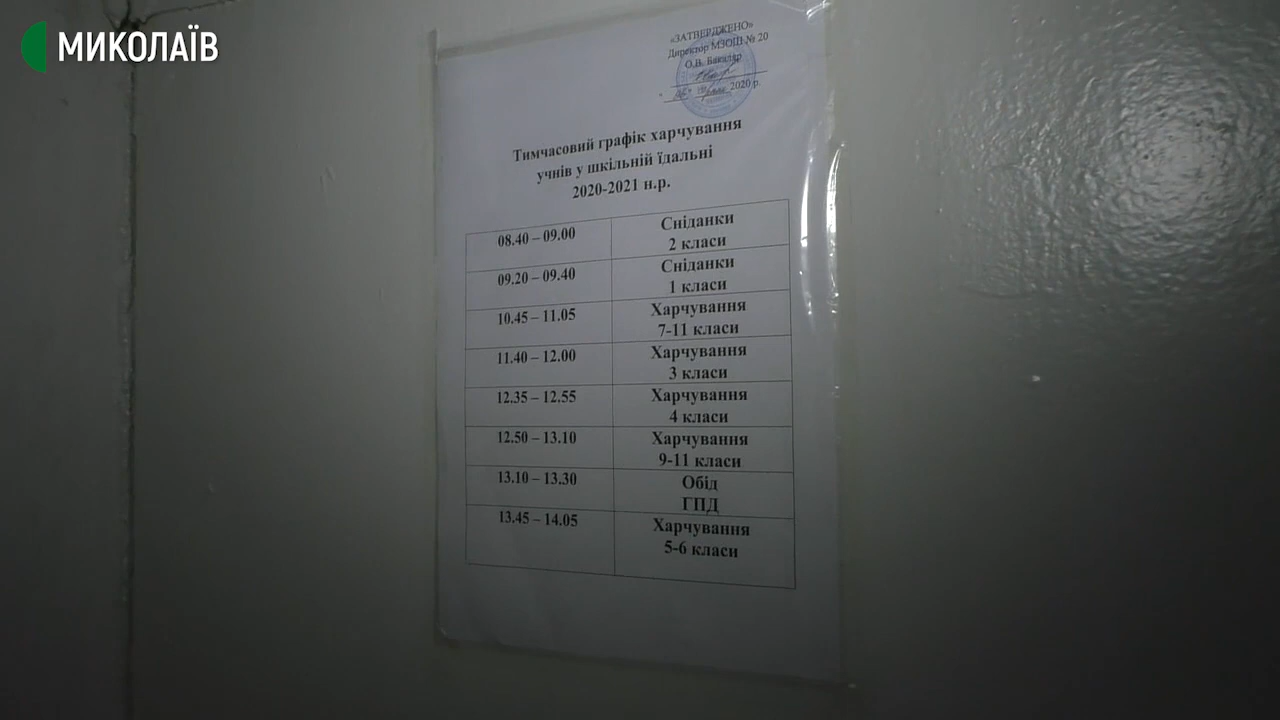 МИКОЛАЇВ
«ЗАТВЕРДЖЕНО»
Директор МЗОШ № 20
О.В. Бакаляр
2020 р.
Тимчасовий графік харчування
учнів у шкільній їдальні
2020-2021 н.р.
08.40 – 09.00
Сніданки
2 класи
09.20 – 09.40
Сніданки
1 класи
10.45 – 11.05
Харчування
7-11 класи
11.40 – 12.00
Харчування
3 класи
12.35 – 12.55
Харчування
4 класи
12.50 – 13.10
Харчування
9-11 класи
13.10 – 13.30
Обід
ГПД
13.45 – 14.05
Харчування
5-6 класи